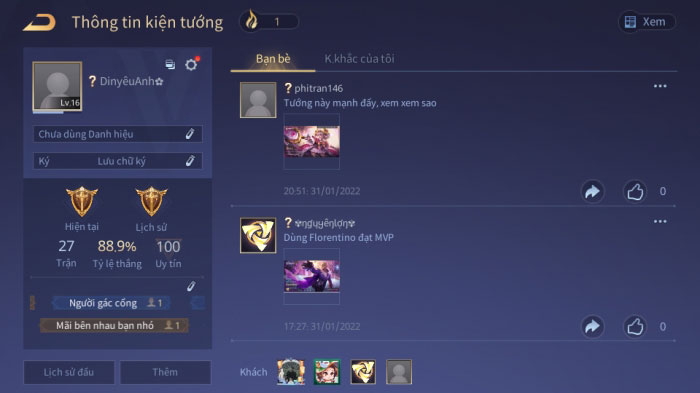 Thông tin kiện tướng
1
Xem
? DinyêuAnh✿
Lv.16
Chưa dùng Danh hiệu
Ký Lưu chữ ký
Hiện tại Lịch sử
27 88,9% 100
Trận Tỷ lệ thắng Uy tín
Người gác cổng 1
Mãi bên nhau bạn nhỏ 1
Lịch sử đấu Thêm
Bạn bè K.khắc của tôi
? phitran146
Tướng này mạnh đấy, xem xem sao
20:51: 31/01/2022 0
Dùng Florentino đạt MVP
17:27: 31/01/2022 0
Khách